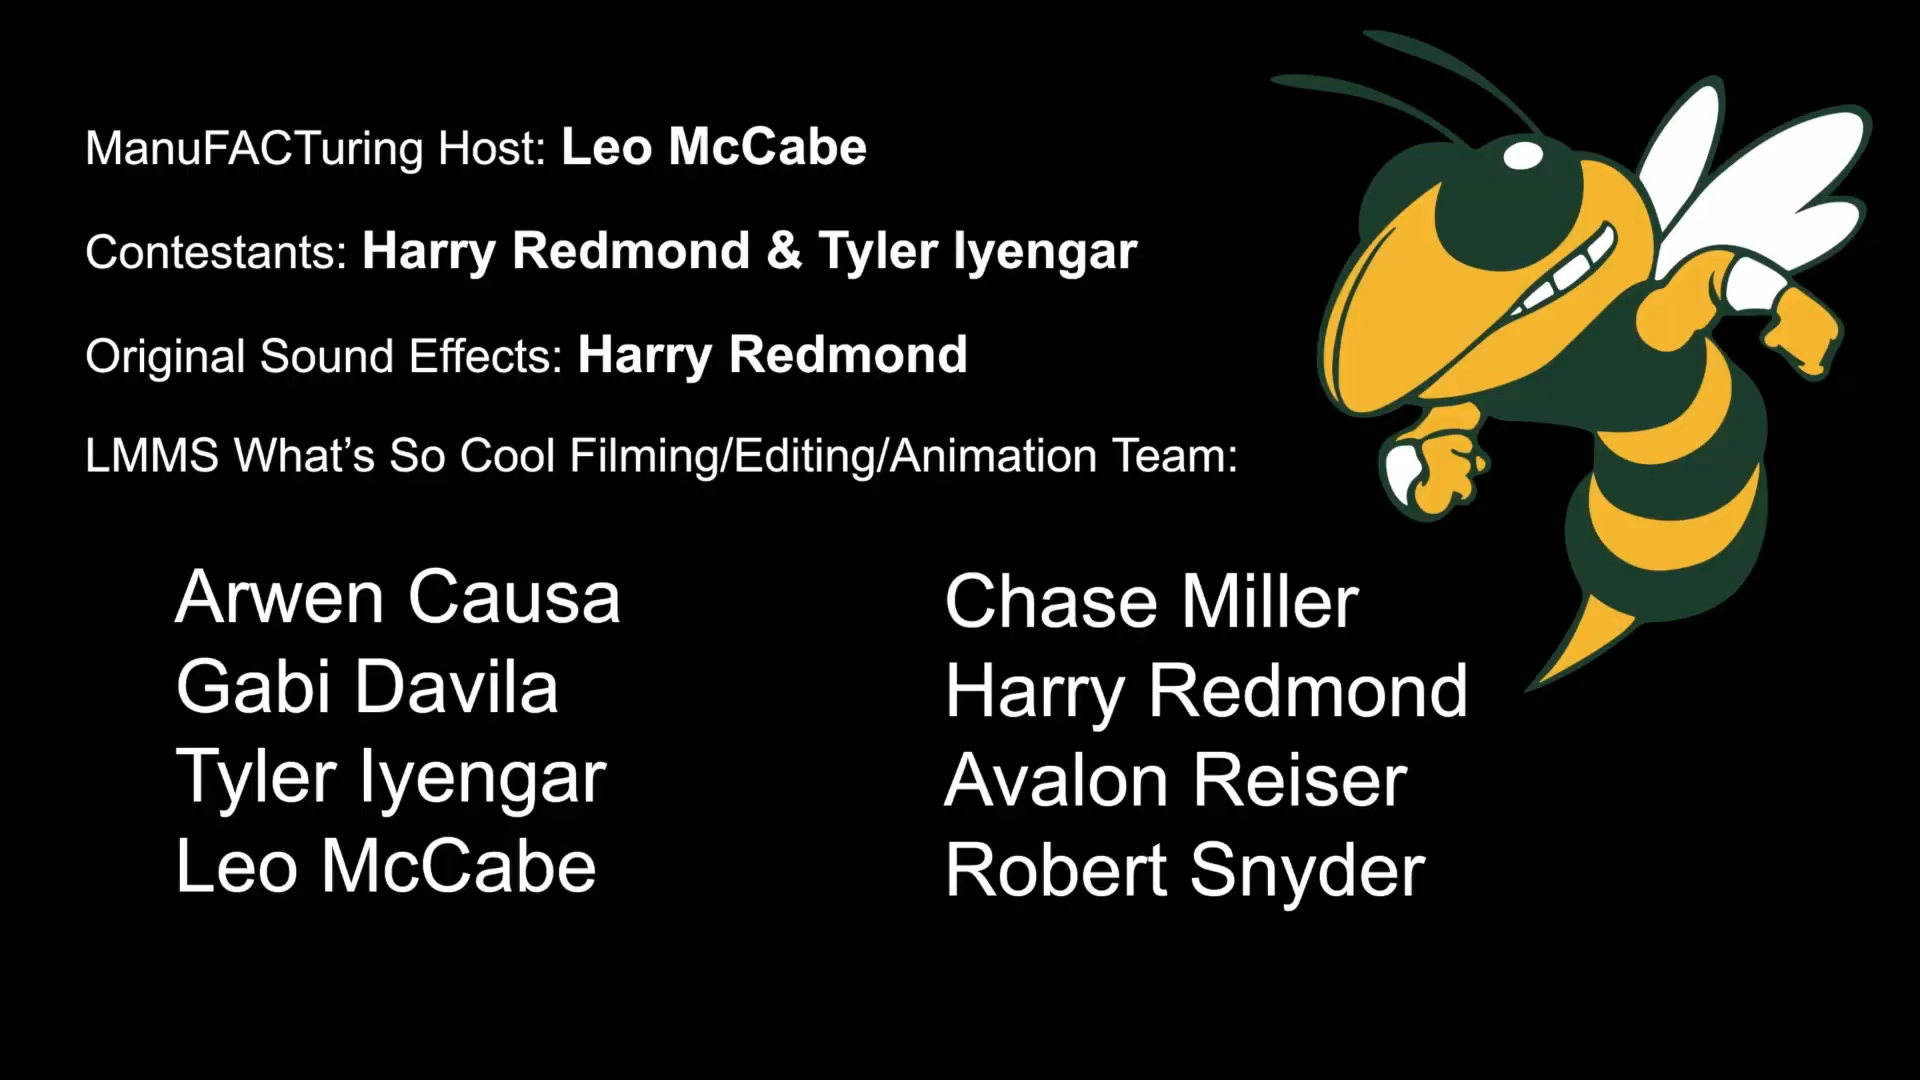 ManuFACTuring Host: Leo McCabe
Contestants: Harry Redmond & Tyler Iyengar
Original Sound Effects: Harry Redmond
LMMS What’s So Cool Filming/Editing/Animation Team:
Arwen Causa
Gabi Davila
Tyler Iyengar
Leo McCabe
Chase Miller
Harry Redmond
Avalon Reiser
Robert Snyder